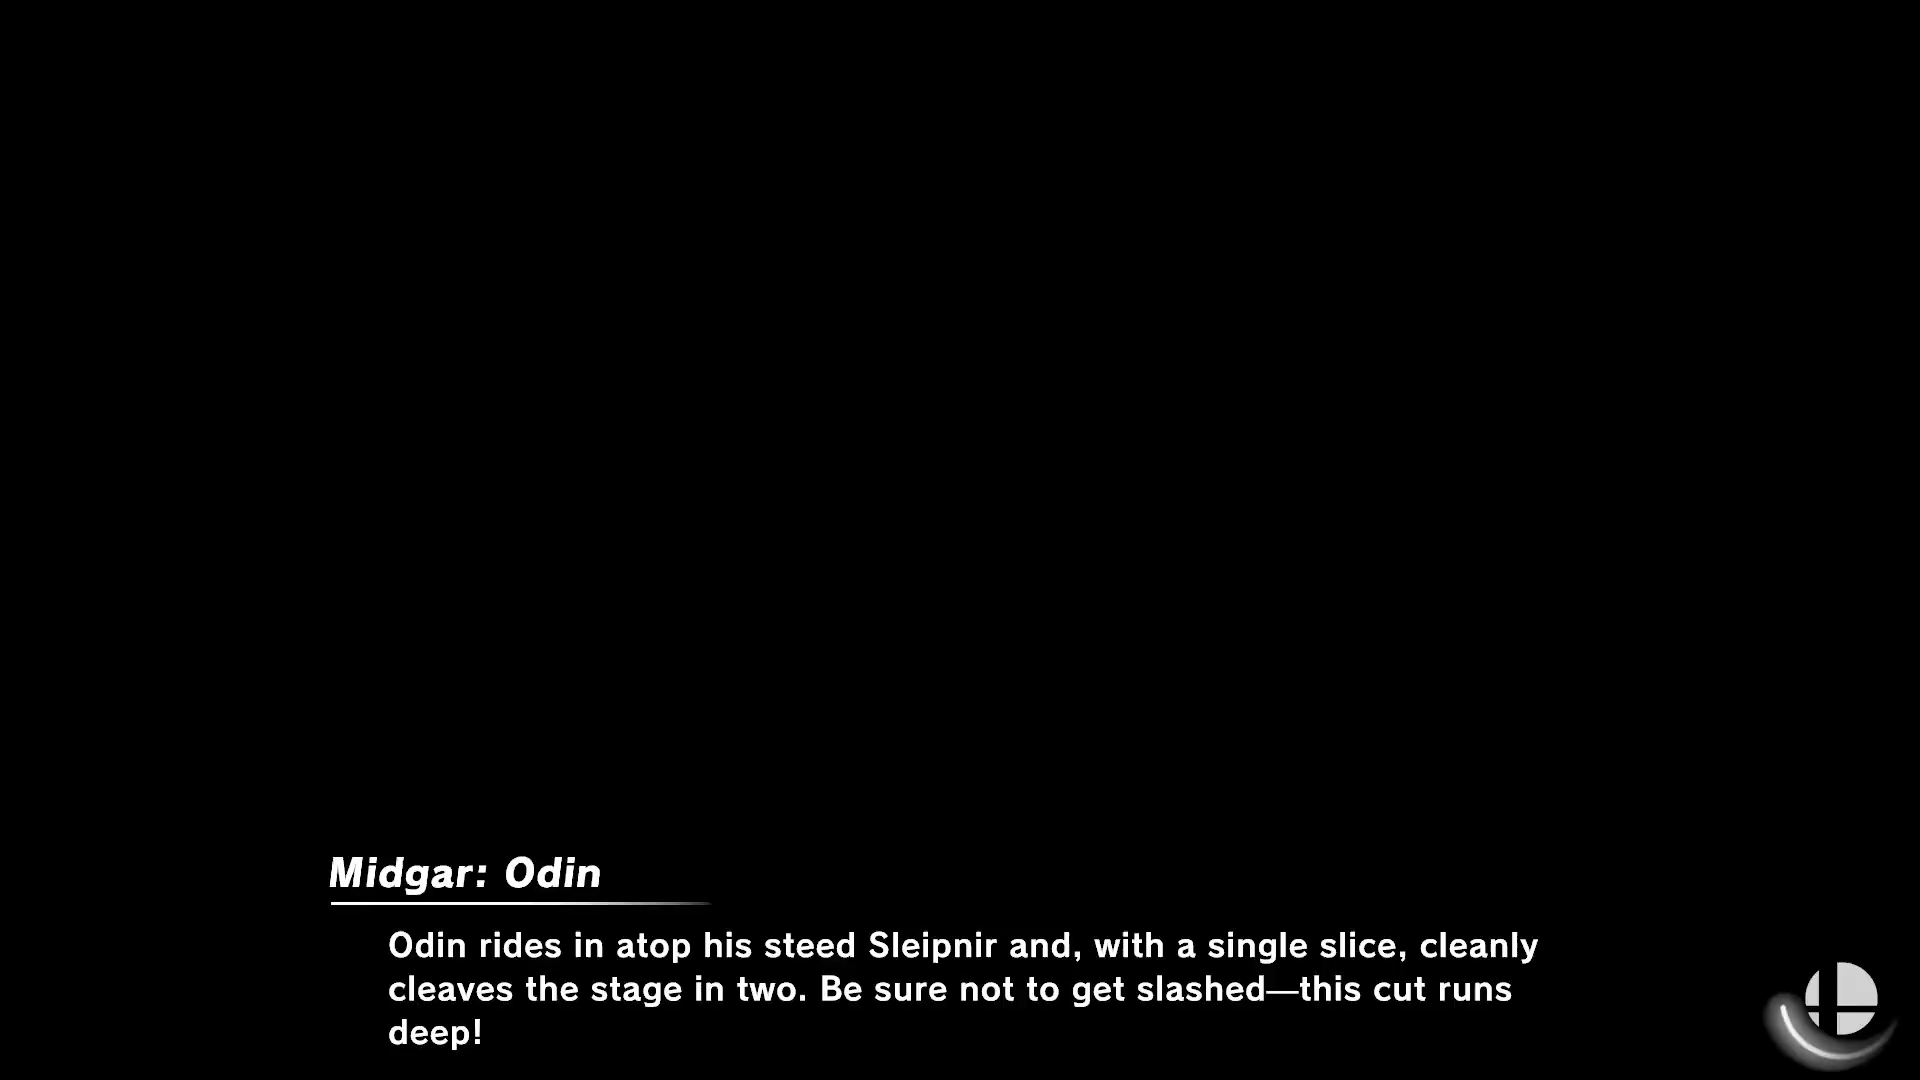 Midgar: Odin
Odin rides in atop his steed Sleipnir and, with a single slice, cleanly
cleaves the stage in two. Be sure not to get slashed—this cut runs
deep!